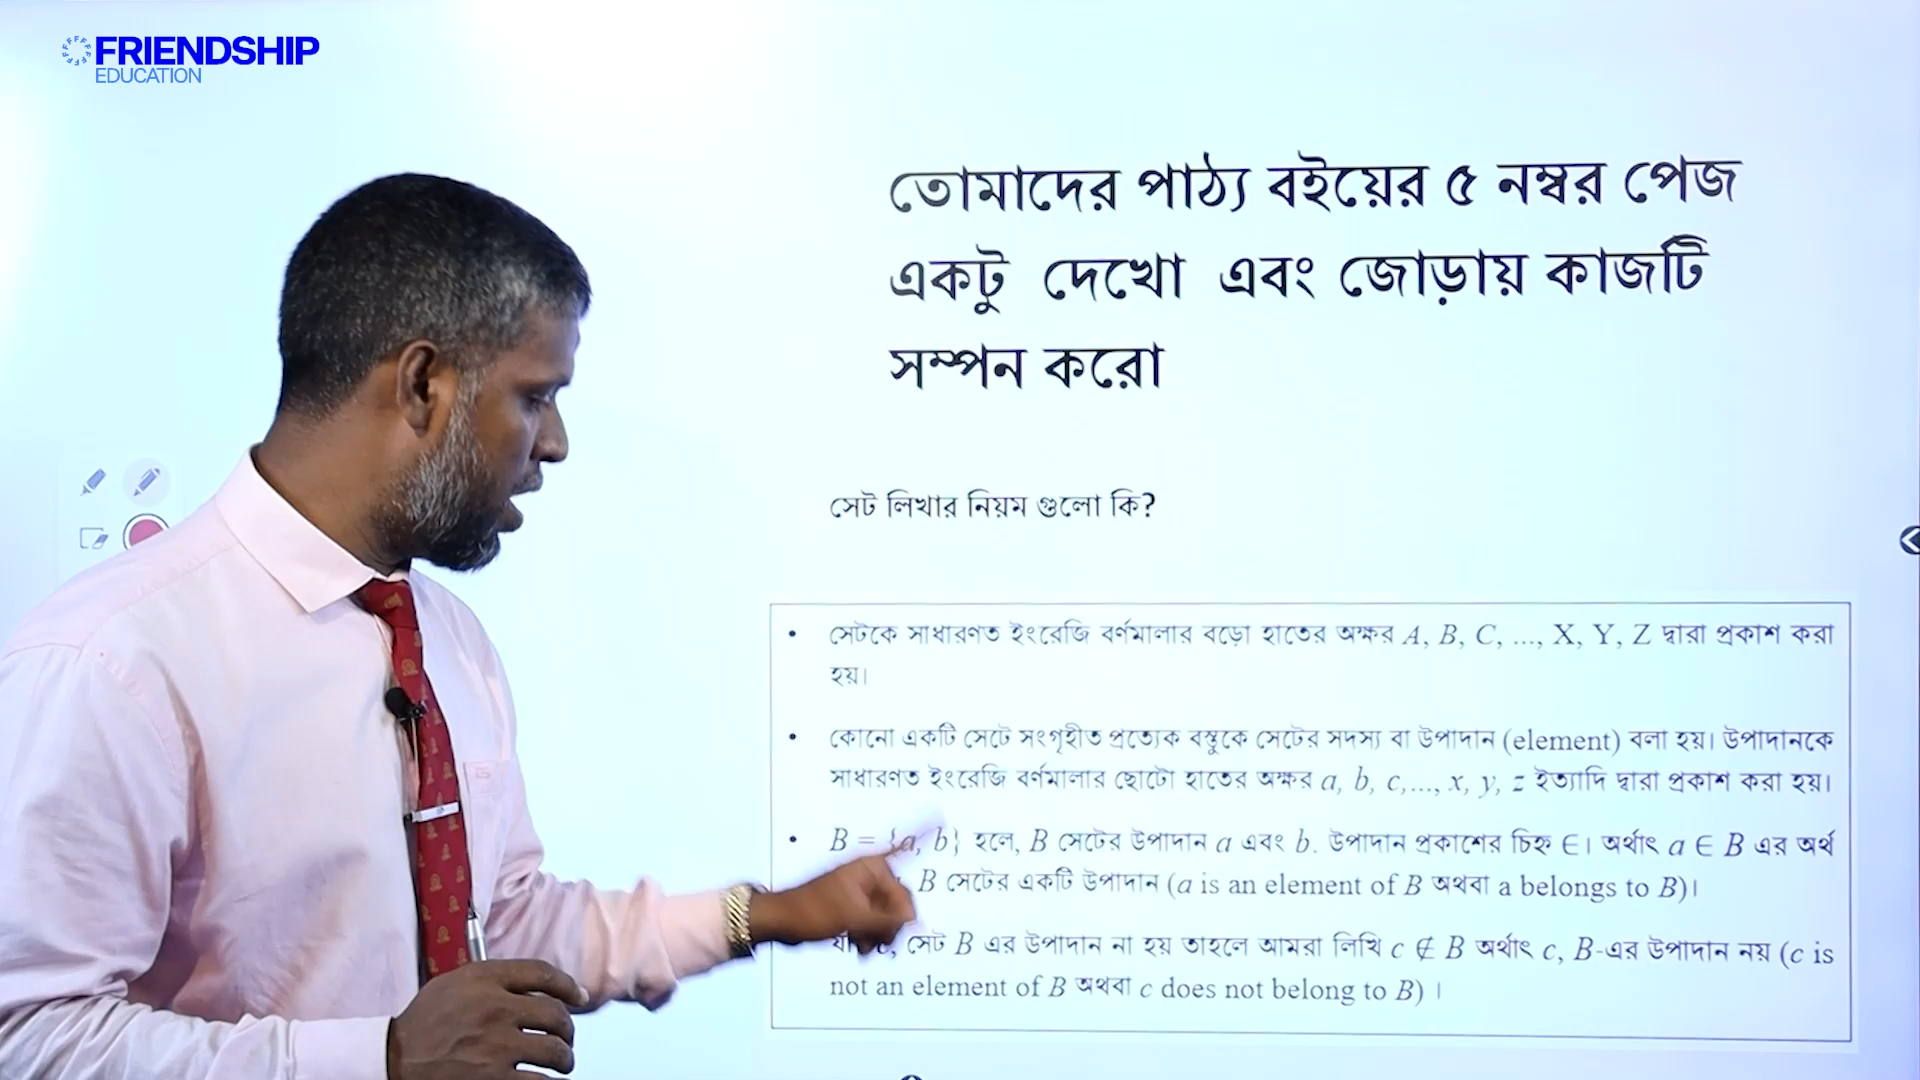 FRIENDSHIP
EDUCATION
তোমাদের পাঠ্য বইয়ের ৫ নম্বর পেজ
একটু দেখো এবং জোড়ায় কাজটি
সম্পন করো
সেট লিখার নিয়ম গুলো কি?
• সেটকে সাধারণত ইংরেজি বর্ণমালার বড়ো হাতের অক্ষর A, B, C, ..., X, Y, Z দ্বারা প্রকাশ করা
হয়।
• কোনো একটি সেটে সংগৃহীত প্রত্যেক বস্তুকে সেটের সদস্য বা উপাদান (element) বলা হয়। উপাদানকে
সাধারণত ইংরেজি বর্ণমালার ছোটো হাতের অক্ষর a, b, c,..., x, y, z ইত্যাদি দ্বারা প্রকাশ করা হয়।
• B = {a, b} হলে, B সেটের উপাদান a এবং b. উপাদান প্রকাশের চিহ্ন ∈। অর্থাৎ a ∈ B এর অর্থ
B সেটের একটি উপাদান (a is an element of B অথবা a belongs to B)।
সেট B এর উপাদান না হয় তাহলে আমরা লিখি c ∉ B অর্থাৎ c, B-এর উপাদান নয় (c is
not an element of B অথবা c does not belong to B) ।